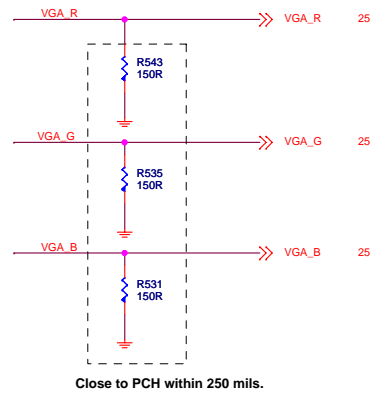 VGA_R VGA_R 25
R543
150R
VGA_G VGA_G 25
R535
150R
VGA_B VGA_B 25
R531
150R
Close to PCH within 250 mils.